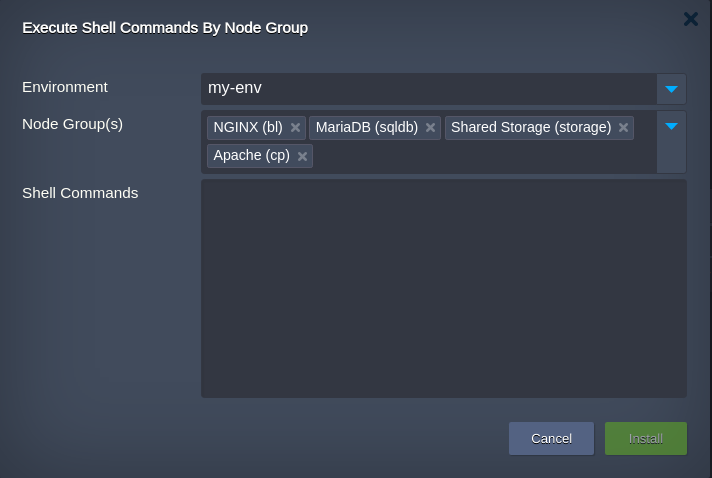 Execute Shell Commands By Node Group
Environment
my-env
Node Group(s)
NGINX (bl) MariaDB (sqldb) Shared Storage (storage)
Apache (cp)
Shell Commands
Cancel Install